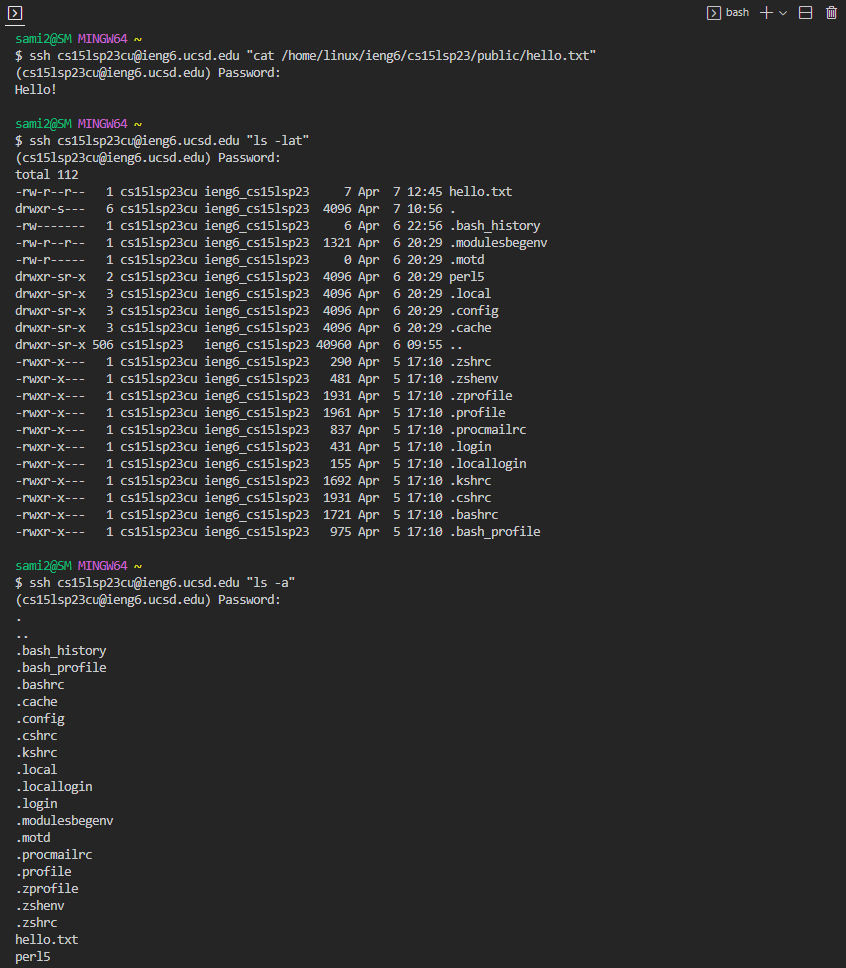 bash
sami2@SM MINGW64 ~
$ ssh cs15lsp23cu@ieng6.ucsd.edu "cat /home/linux/ieng6/cs15lsp23/public/hello.txt"
(cs15lsp23cu@ieng6.ucsd.edu) Password:
Hello!

sami2@SM MINGW64 ~
$ ssh cs15lsp23cu@ieng6.ucsd.edu "ls -lat"
(cs15lsp23cu@ieng6.ucsd.edu) Password:
total 112
-rw-r--r--   1 cs15lsp23cu ieng6_cs15lsp23     7 Apr  7 12:45 hello.txt
drwxr-s---   6 cs15lsp23cu ieng6_cs15lsp23  4096 Apr  7 10:56 .
-rw-------   1 cs15lsp23cu ieng6_cs15lsp23     6 Apr  6 22:56 .bash_history
-rw-r--r--   1 cs15lsp23cu ieng6_cs15lsp23  1321 Apr  6 20:29 .modulesbegenv
-rw-r-----   1 cs15lsp23cu ieng6_cs15lsp23     0 Apr  6 20:29 .motd
drwxr-sr-x   2 cs15lsp23cu ieng6_cs15lsp23  4096 Apr  6 20:29 perl5
drwxr-sr-x   3 cs15lsp23cu ieng6_cs15lsp23  4096 Apr  6 20:29 .local
drwxr-sr-x   3 cs15lsp23cu ieng6_cs15lsp23  4096 Apr  6 20:29 .config
drwxr-sr-x   3 cs15lsp23cu ieng6_cs15lsp23  4096 Apr  6 20:29 .cache
drwxr-sr-x 506 cs15lsp23   ieng6_cs15lsp23 40960 Apr  6 09:55 ..
-rwxr-x---   1 cs15lsp23cu ieng6_cs15lsp23   290 Apr  5 17:10 .zshrc
-rwxr-x---   1 cs15lsp23cu ieng6_cs15lsp23   481 Apr  5 17:10 .zshenv
-rwxr-x---   1 cs15lsp23cu ieng6_cs15lsp23  1931 Apr  5 17:10 .zprofile
-rwxr-x---   1 cs15lsp23cu ieng6_cs15lsp23  1961 Apr  5 17:10 .profile
-rwxr-x---   1 cs15lsp23cu ieng6_cs15lsp23   837 Apr  5 17:10 .procmailrc
-rwxr-x---   1 cs15lsp23cu ieng6_cs15lsp23   431 Apr  5 17:10 .login
-rwxr-x---   1 cs15lsp23cu ieng6_cs15lsp23   155 Apr  5 17:10 .locallogin
-rwxr-x---   1 cs15lsp23cu ieng6_cs15lsp23  1692 Apr  5 17:10 .kshrc
-rwxr-x---   1 cs15lsp23cu ieng6_cs15lsp23  1931 Apr  5 17:10 .cshrc
-rwxr-x---   1 cs15lsp23cu ieng6_cs15lsp23  1721 Apr  5 17:10 .bashrc
-rwxr-x---   1 cs15lsp23cu ieng6_cs15lsp23   975 Apr  5 17:10 .bash_profile

sami2@SM MINGW64 ~
$ ssh cs15lsp23cu@ieng6.ucsd.edu "ls -a"
(cs15lsp23cu@ieng6.ucsd.edu) Password:
.
..
.bash_history
.bash_profile
.bashrc
.cache
.config
.cshrc
.kshrc
.local
.locallogin
.login
.modulesbegenv
.motd
.procmailrc
.profile
.zprofile
.zshenv
.zshrc
hello.txt
perl5